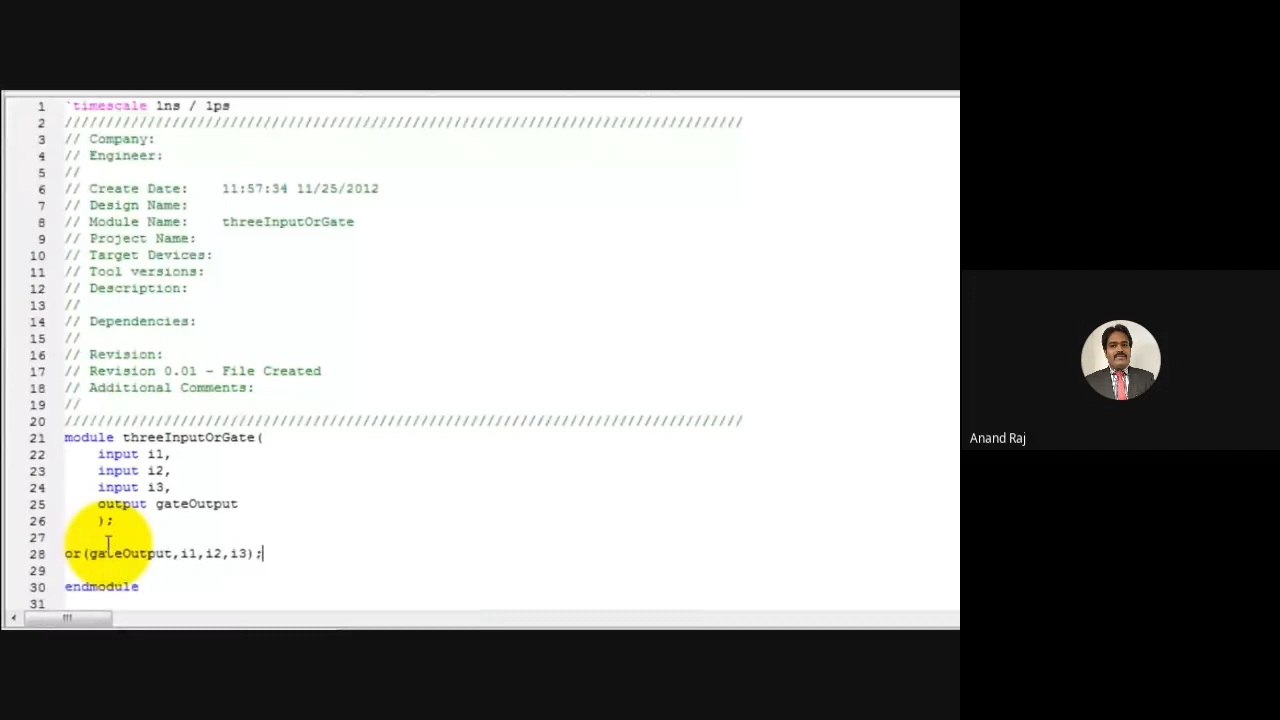 1 `timescale 1ns / 1ps
2 //////////////////////////////////////////////////////////////////////////////////
3 // Company:
4 // Engineer:
5 //
6 // Create Date:    11:57:34 11/25/2012
7 // Design Name:
8 // Module Name:    threeInputOrGate
9 // Project Name:
10 // Target Devices:
11 // Tool versions:
12 // Description:
13 //
14 // Dependencies:
15 //
16 // Revision:
17 // Revision 0.01 - File Created
18 // Additional Comments:
19 //
20 //////////////////////////////////////////////////////////////////////////////////
21 module threeInputOrGate(
22     input i1,
23     input i2,
24     input i3,
25     output gateOutput
26     );
27
28 or(gateOutput,i1,i2,i3);
29
30 endmodule
31
Anand Raj